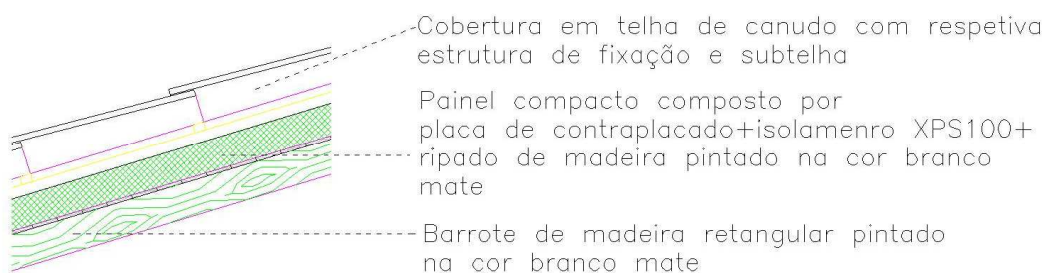 Cobertura em telha de canudo com respetiva
estrutura de fixação e subtelha
Painel compacto composto por
placa de contraplacado+isolamenro XPS100+
ripado de madeira pintado na cor branco
mate
Barrote de madeira retangular pintado
na cor branco mate